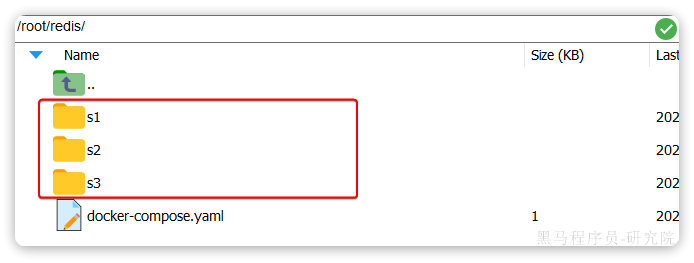 /root/redis/
Name Size (KB) Last
..
s1 202
s2 202
s3 202
docker-compose.yaml 1 202
黑马程序员-研究院